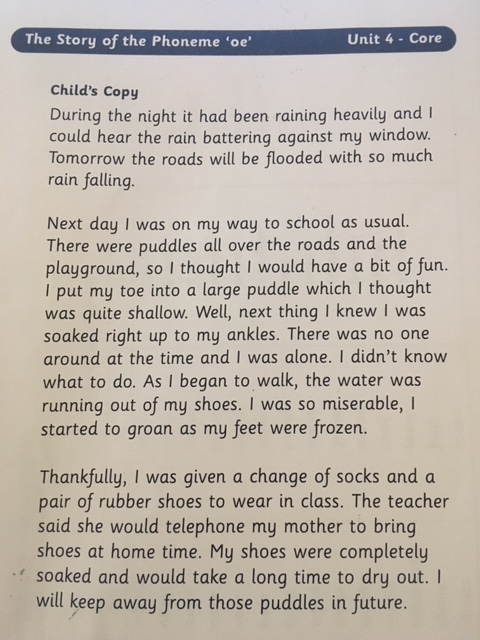 The Story of the Phoneme ‘oe’ Unit 4 - Core
Child's Copy
During the night it had been raining heavily and I
could hear the rain battering against my window.
Tomorrow the roads will be flooded with so much
rain falling.
Next day I was on my way to school as usual.
There were puddles all over the roads and the
playground, so I thought I would have a bit of fun.
I put my toe into a large puddle which I thought
was quite shallow. Well, next thing I knew I was
soaked right up to my ankles. There was no one
around at the time and I was alone. I didn't know
what to do. As I began to walk, the water was
running out of my shoes. I was so miserable, I
started to groan as my feet were frozen.
Thankfully, I was given a change of socks and a
pair of rubber shoes to wear in class. The teacher
said she would telephone my mother to bring
shoes at home time. My shoes were completely
soaked and would take a long time to dry out. I
will keep away from those puddles in future.